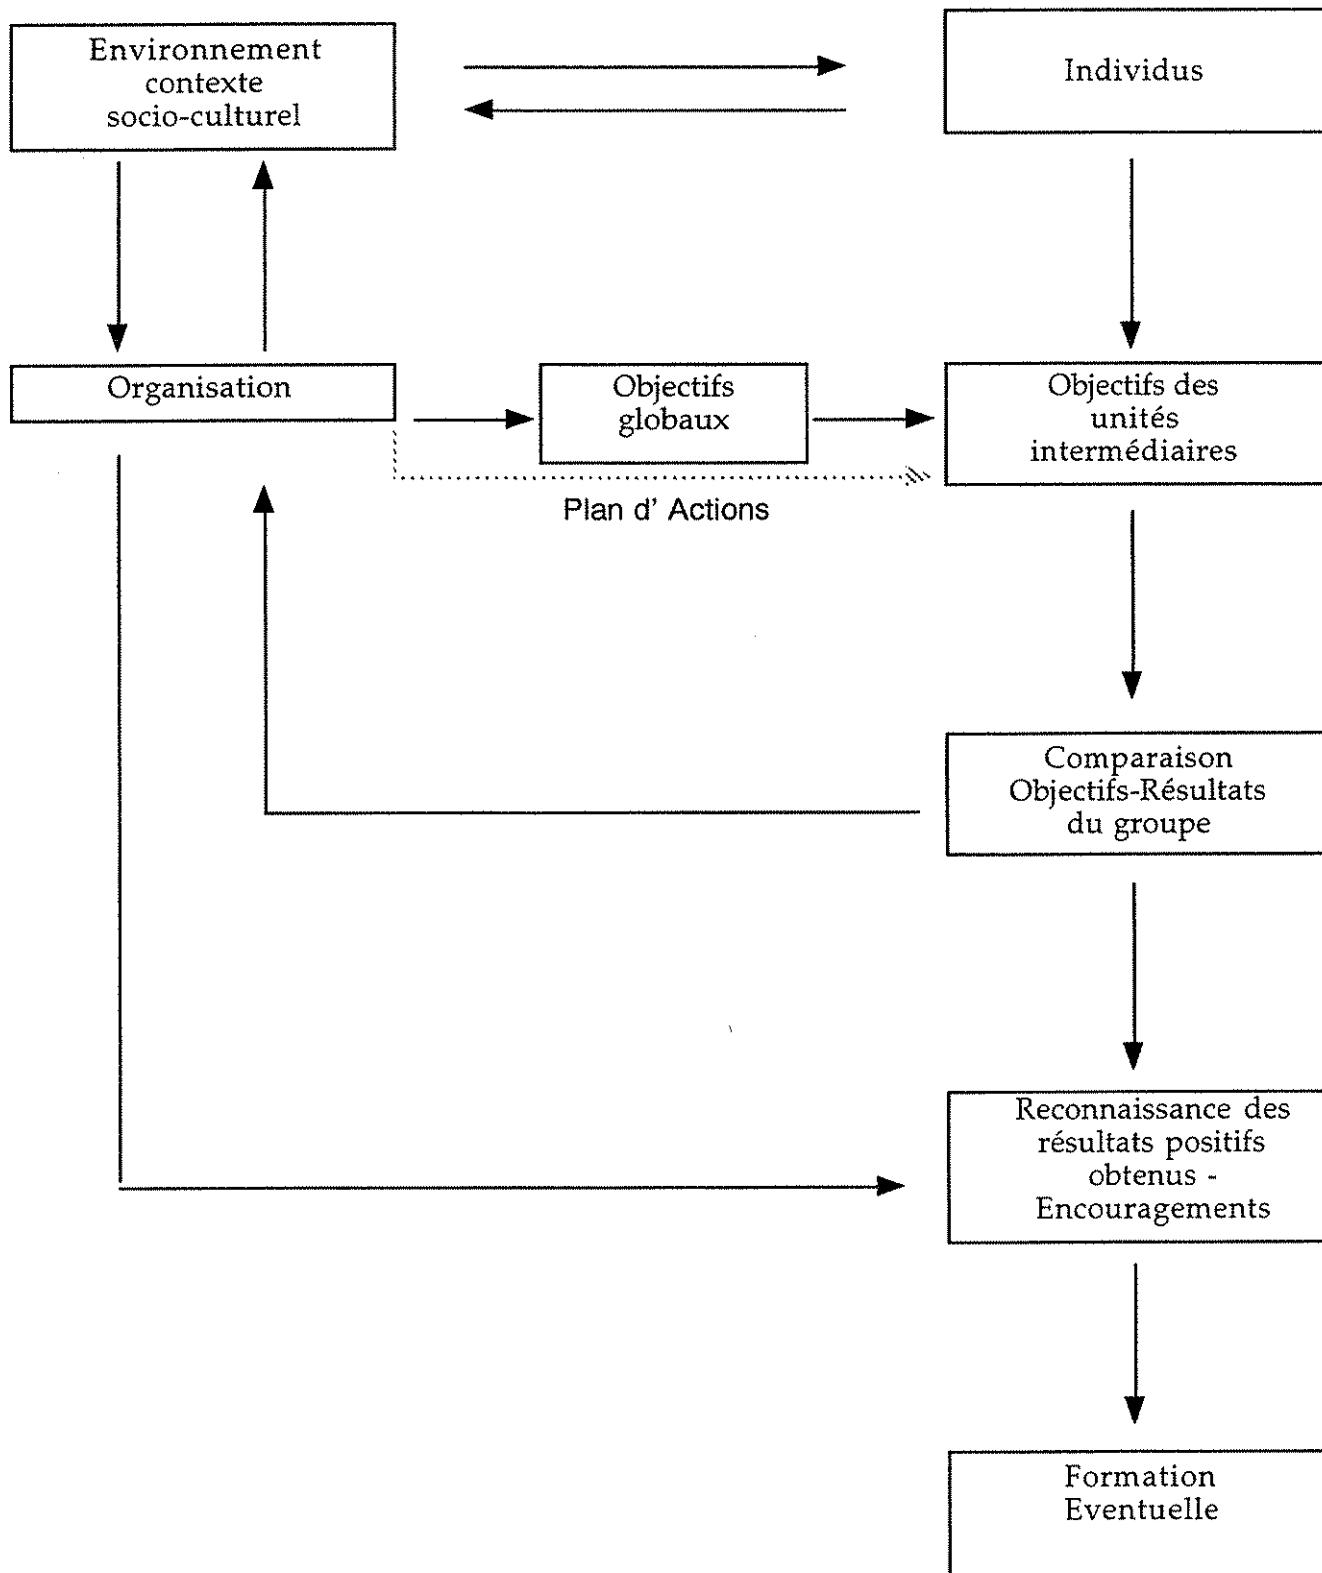 Environnement
contexte
socio-culturel
Individus
Organisation
Objectifs
globaux
Objectifs des
unités
intermédiaires
Plan d' Actions
Comparaison
Objectifs-Résultats
du groupe
Reconnaissance des
résultats positifs
obtenus -
Encouragements
Formation
Eventuelle